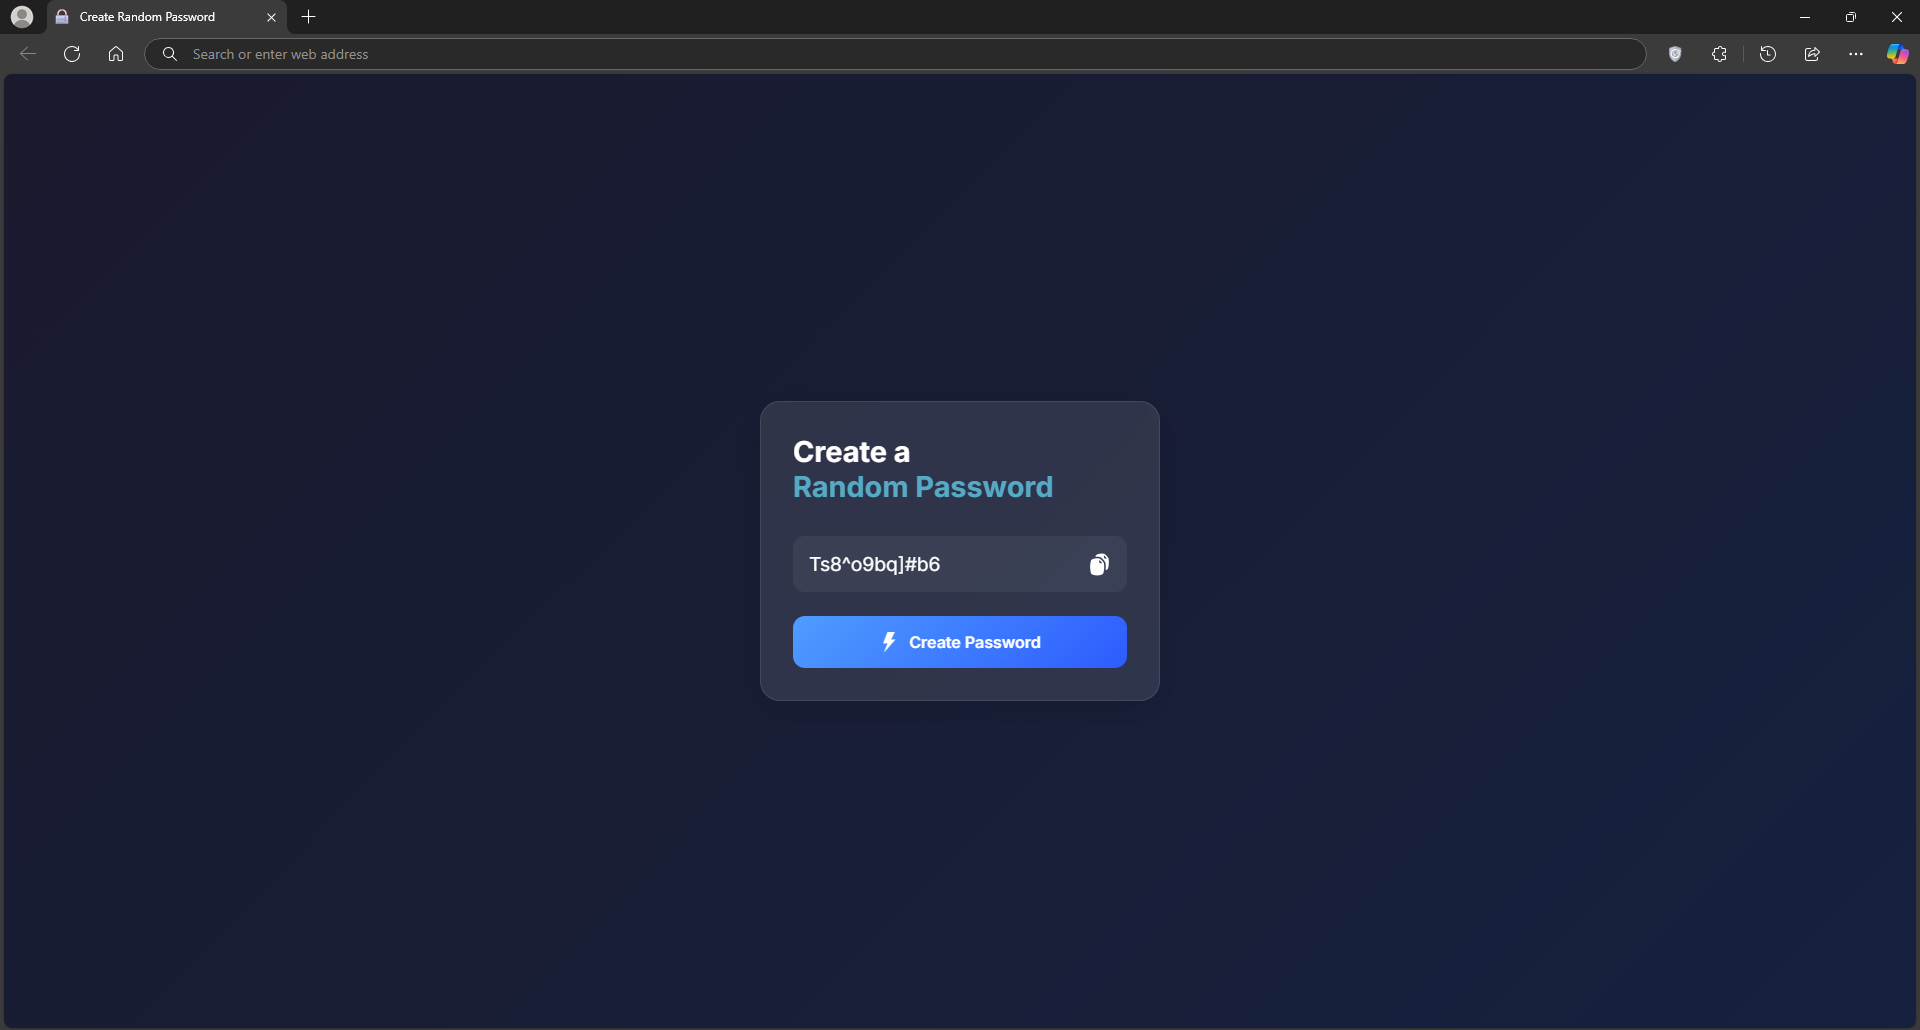 Create Random Password
Search or enter web address
Create a
Random Password
Ts8^o9bq]#b6
Create Password